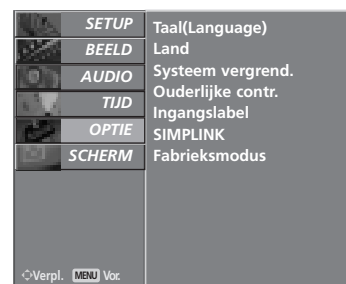 SETUP
BEELD
AUDIO
TIJD
OPTIE
SCHERM
Taal(Language)
Land
Systeem vergrend.
Ouderlijke contr.
Ingangslabel
SIMPLINK
Fabrieksmodus
Verpl. MENU Vor.